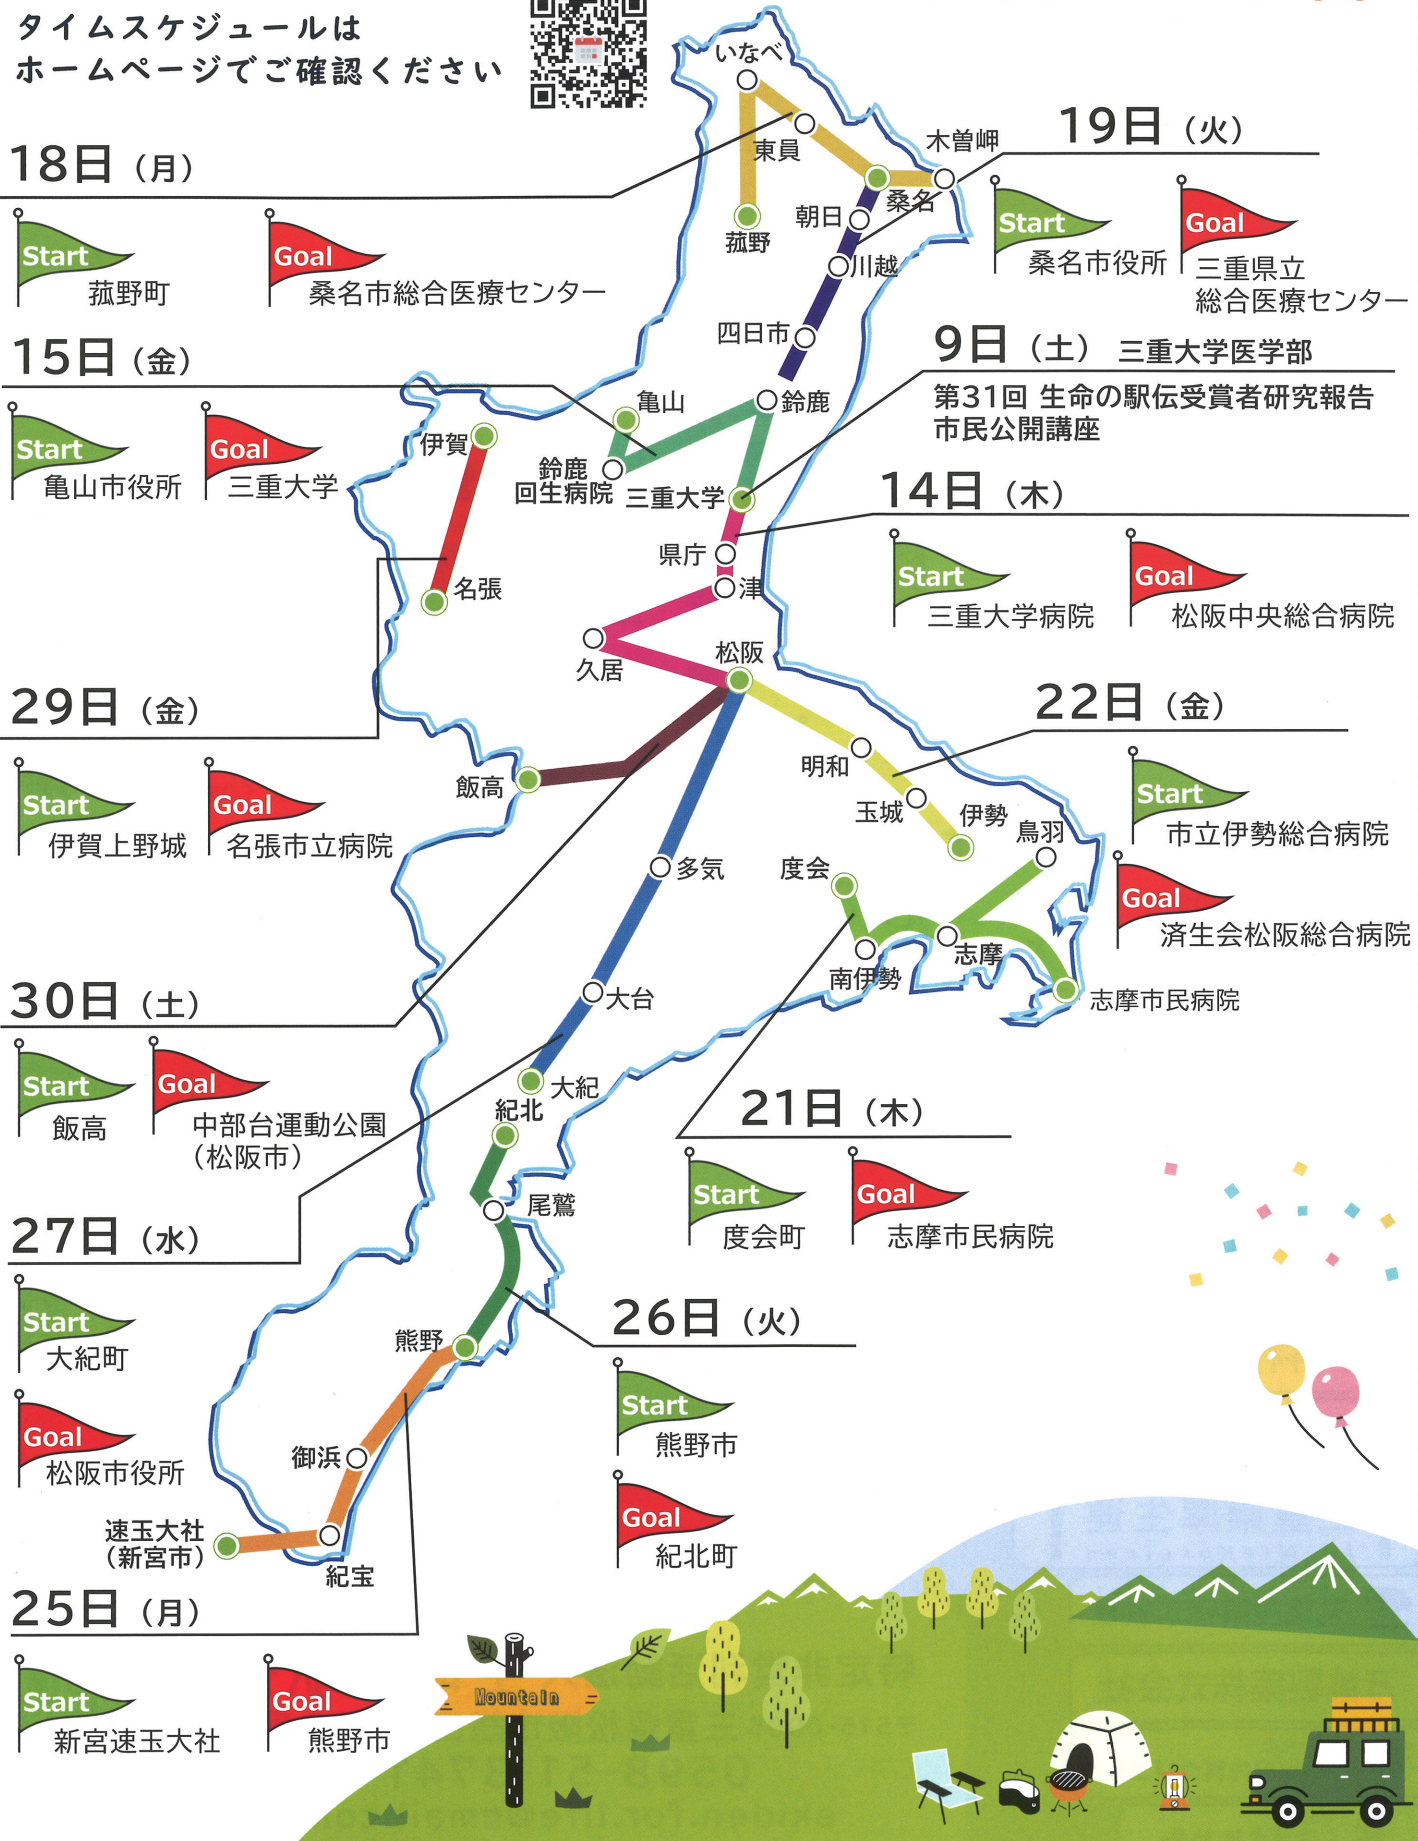 タイムスケジュールは
ホームページでご確認ください
18日（月）
Start
菰野町
Goal
桑名市総合医療センター
19日（火）
Start
桑名市役所
Goal
三重県立
総合医療センター
15日（金）
Start
亀山市役所
Goal
三重大学
9日（土） 三重大学医学部
第31回 生命の駅伝受賞者研究報告
市民公開講座
14日（木）
Start
三重大学病院
Goal
松阪中央総合病院
29日（金）
Start
伊賀上野城
Goal
名張市立病院
22日（金）
Start
市立伊勢総合病院
Goal
済生会松阪総合病院
30日（土）
Start
飯高
Goal
中部台運動公園
（松阪市）
21日（木）
Start
度会町
Goal
志摩市民病院
27日（水）
Start
大紀町
Goal
松阪市役所
26日（火）
Start
熊野市
Goal
紀北町
25日（月）
Start
新宮速玉大社
Goal
熊野市
いなべ
東員
木曽岬
桑名
菰野
朝日
川越
四日市
鈴鹿
亀山
鈴鹿
回生病院
三重大学
伊賀
名張
県庁
津
久居
松阪
飯高
明和
玉城
伊勢
鳥羽
度会
南伊勢
志摩
志摩市民病院
多気
大台
大紀
紀北
尾鷲
熊野
御浜
紀宝
速玉大社
（新宮市）
Mountain